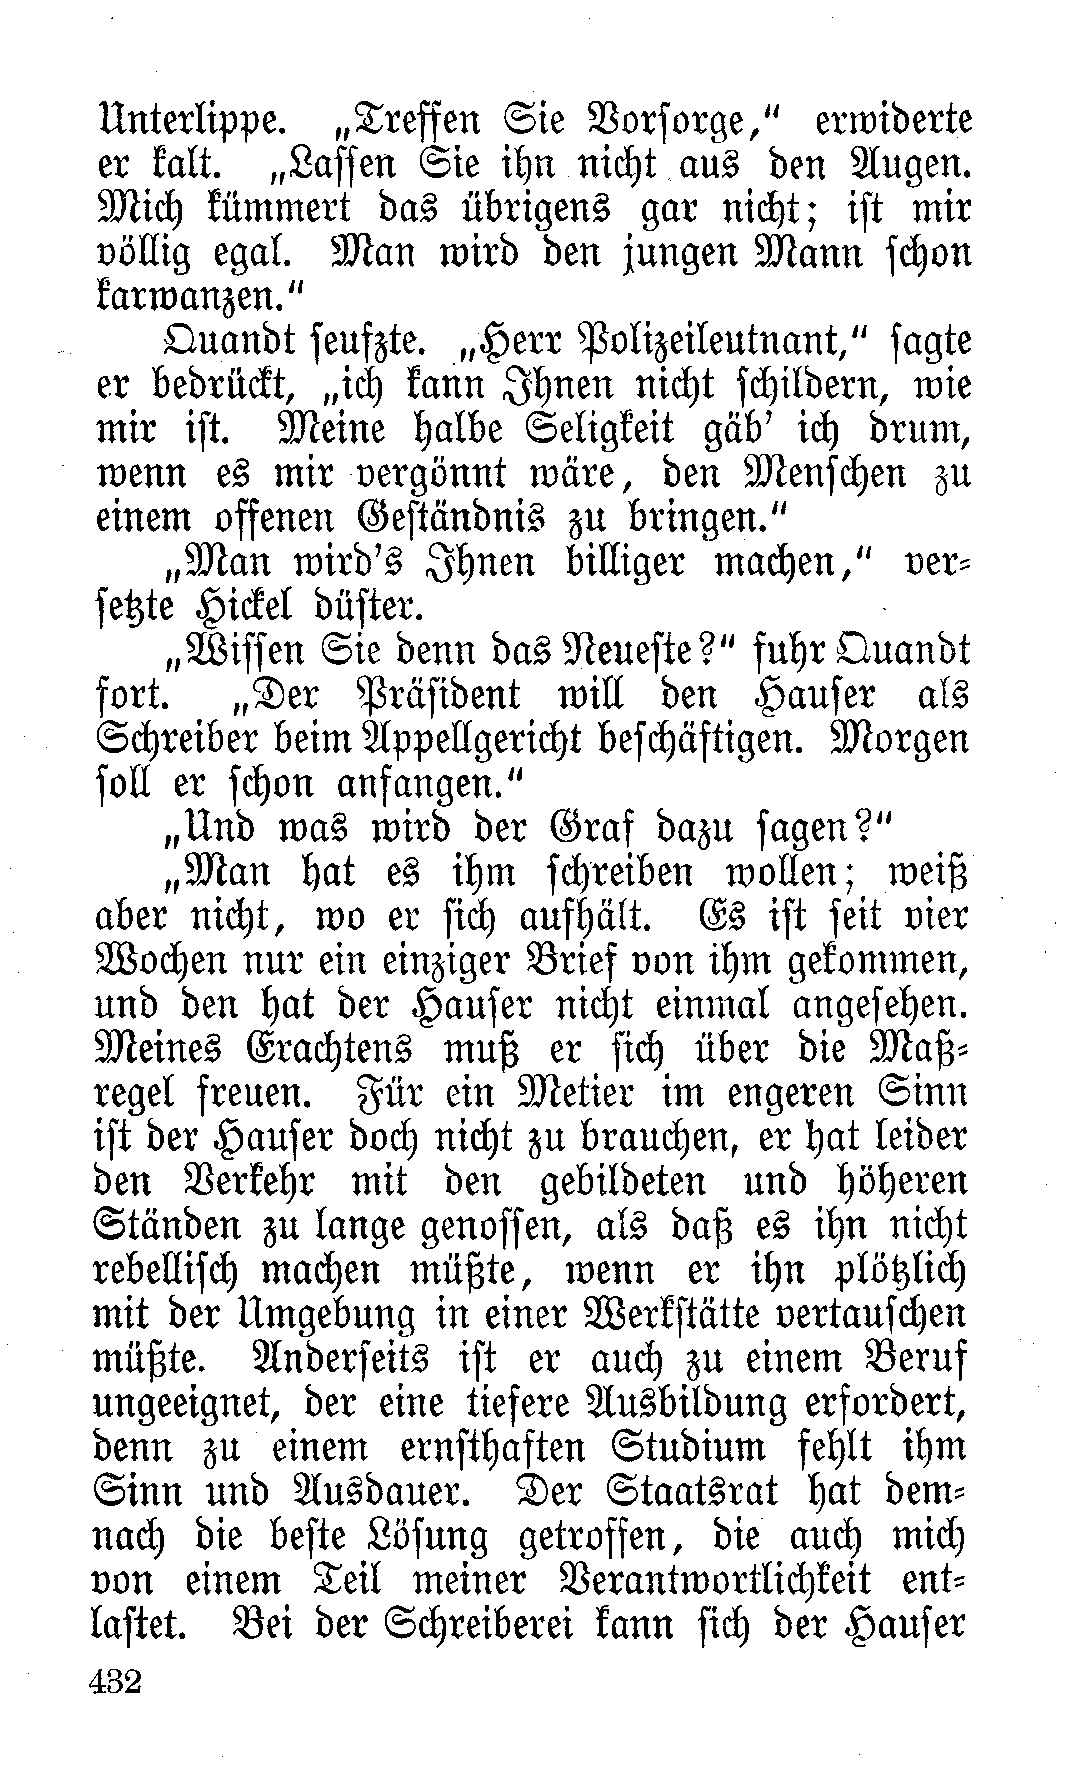 Unterlippe. „Treffen Sie Vorsorge,“ erwiderte
er kalt. „Lassen Sie ihn nicht aus den Augen.
Mich kümmert das übrigens gar nicht; ist mir
völlig egal. Man wird den jungen Mann schon
karwanzen.“
Quandt seufzte. „Herr Polizeileutnant,“ sagte
er bedrückt, „ich kann Ihnen nicht schildern, wie
mir ist. Meine halbe Seligkeit gäb’ ich drum,
wenn es mir vergönnt wäre, den Menschen zu
einem offenen Geständnis zu bringen.“
„Man wird’s Ihnen billiger machen,“ ver-
setzte Hickel düster.
„Wissen Sie denn das Neueste?“ fuhr Quandt
fort. „Der Präsident will den Hauser als
Schreiber beim Appellgericht beschäftigen. Morgen
soll er schon anfangen.“
„Und was wird der Graf dazu sagen?“
„Man hat es ihm schreiben wollen; weiß
aber nicht, wo er sich aufhält. Es ist seit vier
Wochen nur ein einziger Brief von ihm gekommen,
und den hat der Hauser nicht einmal angesehen.
Meines Erachtens muß er sich über die Maß-
regel freuen. Für ein Metier im engeren Sinn
ist der Hauser doch nicht zu brauchen, er hat leider
den Verkehr mit den gebildeten und höheren
Ständen zu lange genossen, als daß es ihn nicht
rebellisch machen müßte, wenn er ihn plötzlich
mit der Umgebung in einer Werkstätte vertauschen
müßte. Anderseits ist er auch zu einem Beruf
ungeeignet, der eine tiefere Ausbildung erfordert,
denn zu einem ernsthaften Studium fehlt ihm
Sinn und Ausdauer. Der Staatsrat hat dem-
nach die beste Lösung getroffen, die auch mich
von einem Teil meiner Verantwortlichkeit ent-
lastet. Bei der Schreiberei kann sich der Hauser
432